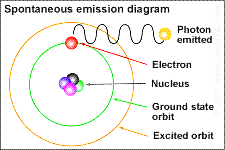 Spontaneous emission diagram
Photon
emitted
Electron
Nucleus
Ground state
orbit
Excited orbit